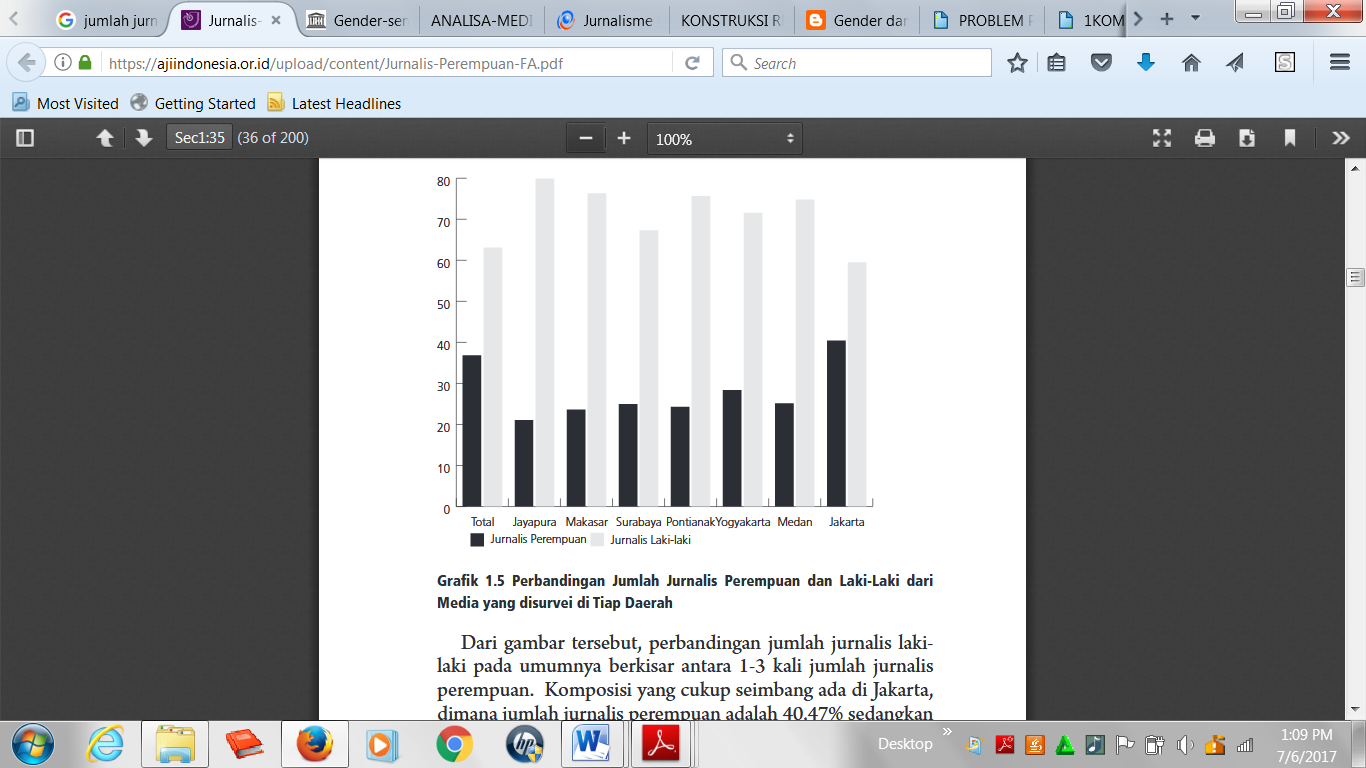 jumlah jurn
Jurnalis-
Gender-ser
ANALISA-MEDI
Jurnalisme
KONSTRUKSI R
Gender dar
PROBLEM P
1KOM
https://ajiindonesia.or.id/upload/content/Jurnalis-Perempuan-FA.pdf
Search
Most Visited
Getting Started
Latest Headlines
Sec1:35
(36 of 200)
100%
80
70
60
50
40
30
20
10
0
Total Jayapura Makasar Surabaya Pontianak Yogyakarta Medan Jakarta
Jurnalis Perempuan Jurnalis Laki-laki
Grafik 1.5 Perbandingan Jumlah Jurnalis Perempuan dan Laki-Laki dari
Media yang disurvei di Tiap Daerah
Dari gambar tersebut, perbandingan jumlah jurnalis laki-
laki pada umumnya berkisar antara 1-3 kali jumlah jurnalis
perempuan. Komposisi yang cukup seimbang ada di Jakarta,
dimana jumlah jurnalis perempuan adalah 40.47% sedangkan
Desktop
1:09 PM
7/6/2017